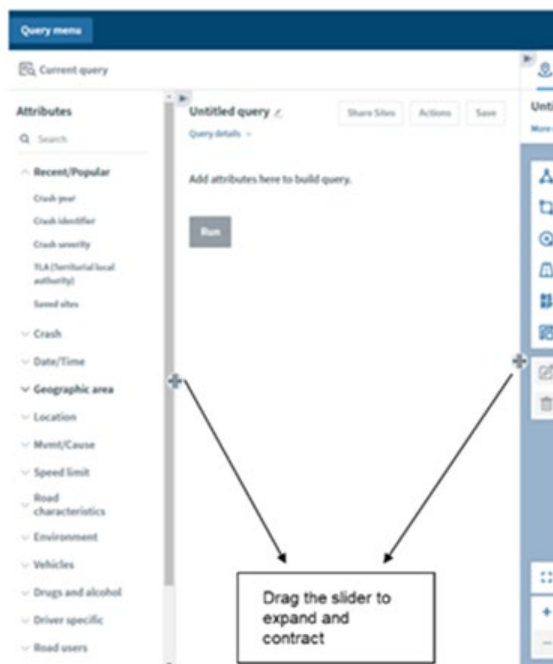 Query menu
Current query
Attributes
Search
Recent/Popular
Crash year
Crash identifier
Crash severity
TLA (Territorial local
authority)
Saved sites
Crash
Date/Time
Geographic area
Location
Mvmt/Cause
Speed limit
Road
characteristics
Environment
Vehicles
Drugs and alcohol
Driver specific
Road users
Untitled query
Share Sites
Actions
Save
Query details
Add attributes here to build query.
Run
Unti
More
Drag the slider to
expand and
contract